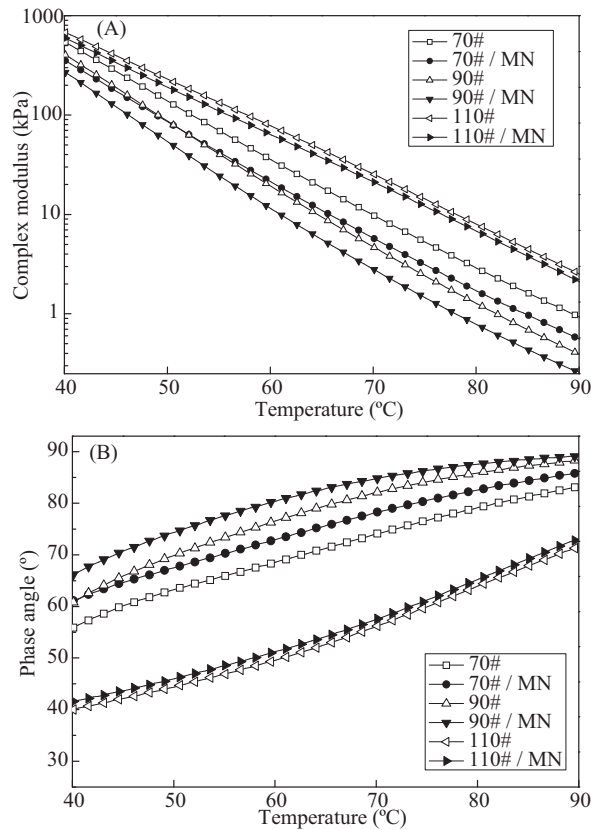 (A)
1000
100
10
1
Complex modulus (kPa)
70#
70# / MN
90#
90# / MN
110#
110# / MN
40 50 60 70 80 90
Temperature (ºC)
(B)
90
80
70
60
50
40
30
Phase angle (º)
70#
70# / MN
90#
90# / MN
110#
110# / MN
40 50 60 70 80 90
Temperature (ºC)